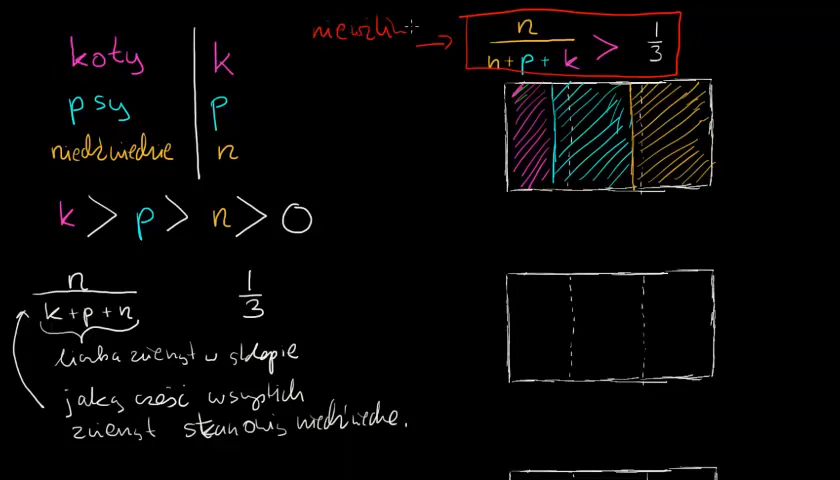 koty k
psy p
niedźwiedzie n
k > p > n > 0
n / k + p + n
1 / 3
liczba zwierząt w sklepie
jaką część wszystkich
zwierząt stanowią niedźwiedzie.
n / n + p + k > 1 / 3